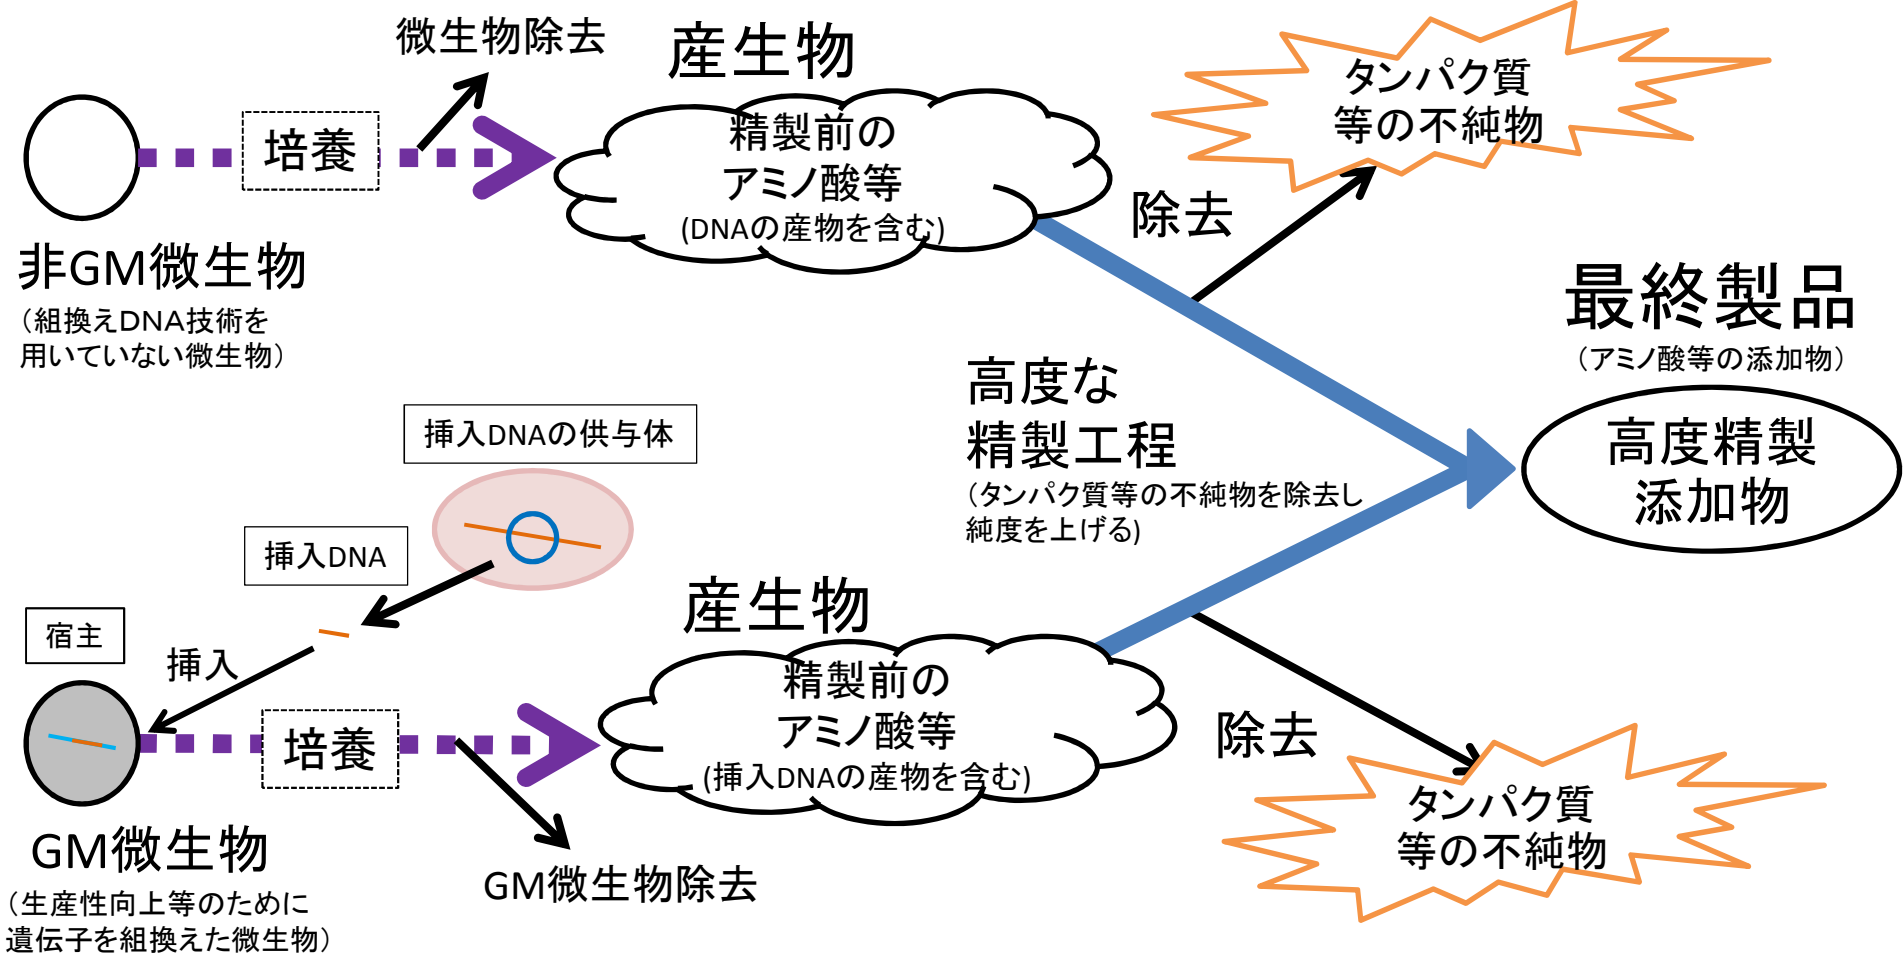 微生物除去
産生物
タンパク質
等の不純物
培養
精製前の
アミノ酸等
(DNAの産物を含む)
除去
非GM微生物
（組換えＤＮＡ技術を
用いていない微生物）
最終製品
（アミノ酸等の添加物）
高度な
精製工程
（タンパク質等の不純物を除去し
純度を上げる)
高度精製
添加物
挿入DNAの供与体
挿入DNA
宿主
挿入
産生物
培養
精製前の
アミノ酸等
(挿入DNAの産物を含む)
除去
タンパク質
等の不純物
GM微生物
（生産性向上等のために
遺伝子を組換えた微生物）
GM微生物除去